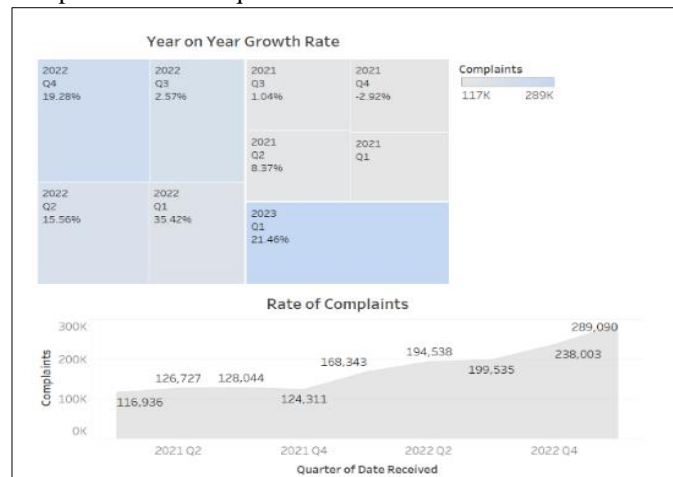 Year on Year Growth Rate
2022
Q4
19.28%
2022
Q3
2.57%
2021
Q3
1.04%
2021
Q4
-2.92%
2021
Q2
8.37%
2021
Q1
2022
Q2
15.56%
2022
Q1
35.42%
2023
Q1
21.46%
Complaints
117K 289K
Rate of Complaints
300K
200K
100K
0K
Complaints
116,936
126,727
128,044
124,311
168,343
194,538
199,535
238,003
289,090
2021 Q2 2021 Q4 2022 Q2 2022 Q4
Quarter of Date Received